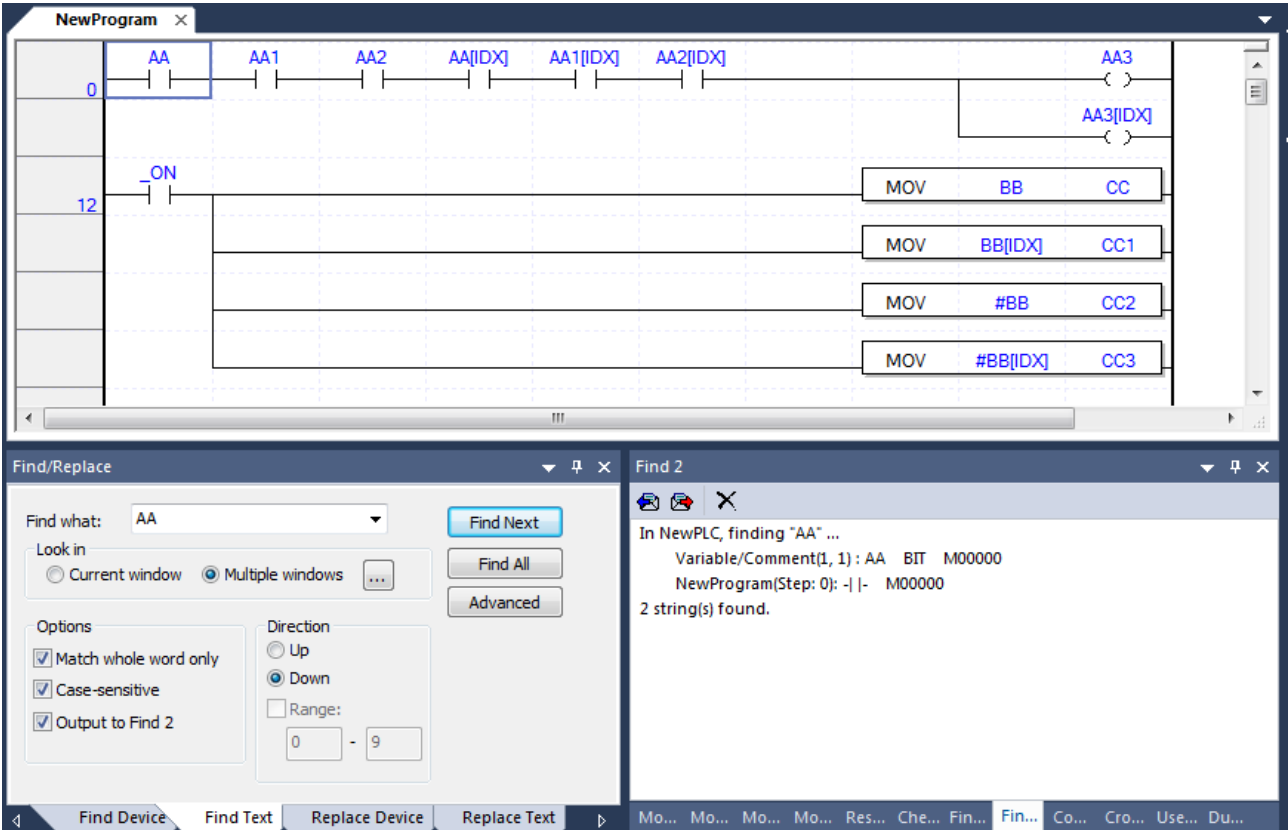 NewProgram
AA AA1 AA2 AA[IDX] AA1[IDX] AA2[IDX] AA3
0
AA3[IDX]
_ON
12
MOV BB CC
MOV BB[IDX] CC1
MOV #BB CC2
MOV #BB[IDX] CC3
Find/Replace
Find what: AA
Find Next
Look in
Current window Multiple windows ...
Find All
Advanced
Options
Match whole word only
Case-sensitive
Output to Find 2
Direction
Up
Down
Range:
0 - 9
Find Device Find Text Replace Device Replace Text
Find 2
In NewPLC, finding "AA" ...
Variable/Comment(1, 1) : AA BIT M00000
NewProgram(Step: 0): -| |- M00000
2 string(s) found.
Mo... Mo... Mo... Mo... Res... Che... Fin... Fin... Co... Cro... Use... Du...